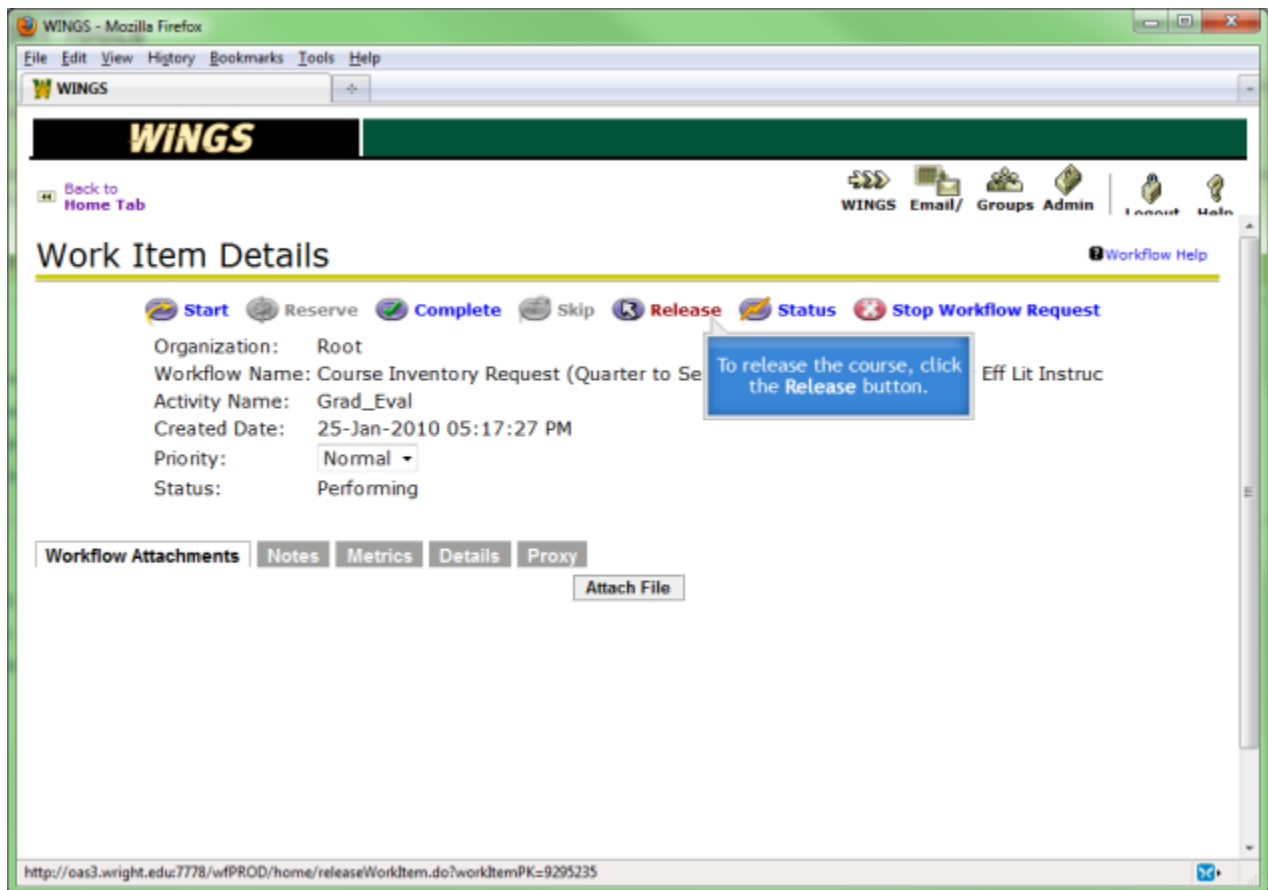 WINGS - Mozilla Firefox
File Edit View History Bookmarks Tools Help
WINGS
WINGS
Back to
Home Tab
WINGS Email/ Groups Admin Logout Help
Work Item Details
Workflow Help
Start Reserve Complete Skip Release Status Stop Workflow Request
To release the course, click
the Release button.
Organization: Root
Workflow Name: Course Inventory Request (Quarter to Se Eff Lit Instruc
Activity Name: Grad_Eval
Created Date: 25-Jan-2010 05:17:27 PM
Priority: Normal
Status: Performing
Workflow Attachments Notes Metrics Details Proxy
Attach File
http://oas3.wright.edu:7778/wfPROD/home/releaseWorkItem.do?workItemPK=9295235